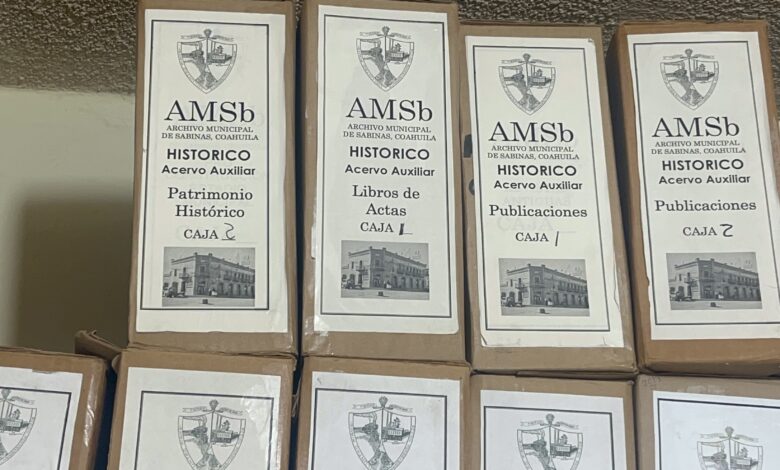 AMSb
ARCHIVO MUNICIPAL
DE SABINAS, COAHUILA
HISTORICO
Acervo Auxiliar
Patrimonio
Histórico
CAJA 3
AMSb
ARCHIVO MUNICIPAL
DE SABINAS, COAHUILA
HISTORICO
Acervo Auxiliar
Libros de
Actas
CAJA 1
AMSb
ARCHIVO MUNICIPAL
DE SABINAS, COAHUILA
HISTORICO
Acervo Auxiliar
Publicaciones
CAJA 1
AMSb
ARCHIVO MUNICIPAL
DE SABINAS, COAHUILA
HISTORICO
Acervo Auxiliar
Publicaciones
CAJA 2